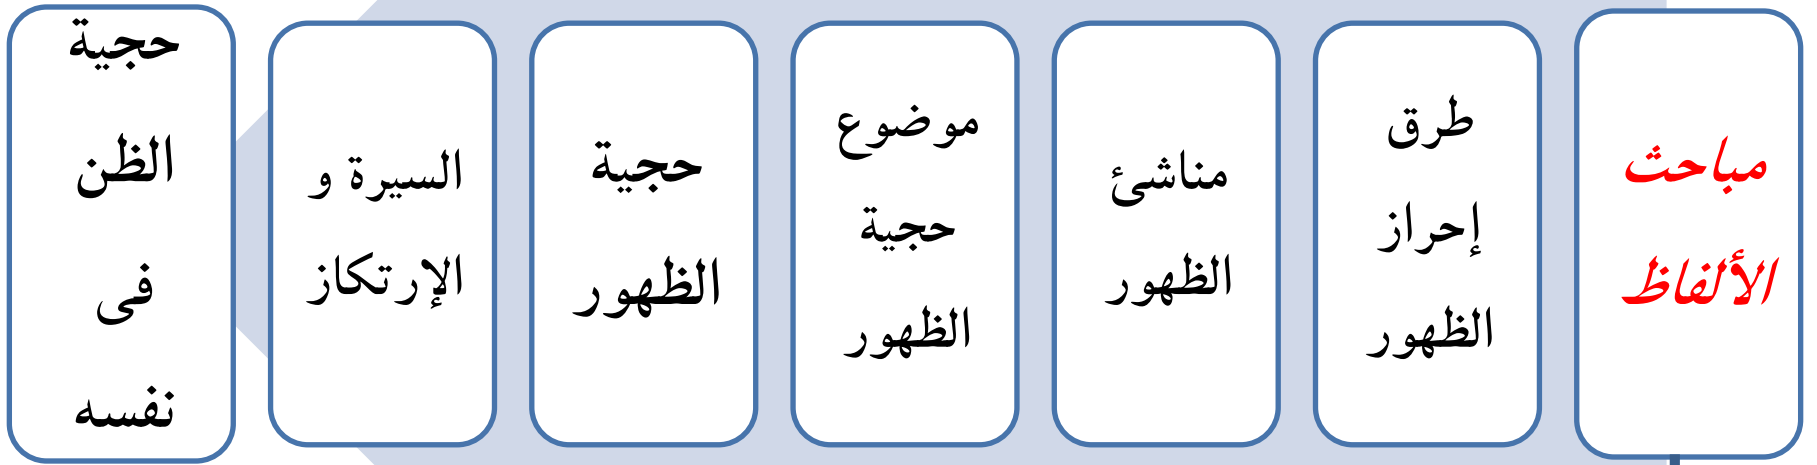 مباحث
الألفاظ
طرق
إحراز
الظهور
مناشئ
الظهور
موضوع
حجية
الظهور
حجية
الظهور
السيرة و
الإرتكاز
حجية
الظن
فى
نفسه